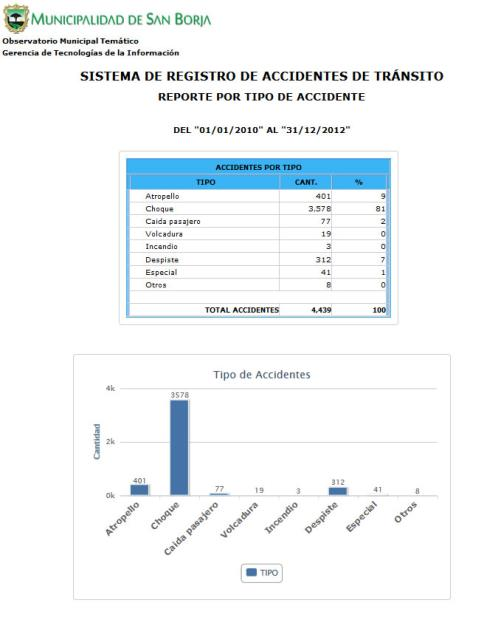 MUNICIPALIDAD DE SAN BORJA
Observatorio Municipal Temático
Gerencia de Tecnologías de la Información
SISTEMA DE REGISTRO DE ACCIDENTES DE TRÁNSITO
REPORTE POR TIPO DE ACCIDENTE
DEL "01/01/2010" AL "31/12/2012"
ACCIDENTES POR TIPO
TIPO CANT. %
Atropello 401 9
Choque 3,578 81
Caida pasajero 77 2
Volcadura 19 0
Incendio 3 0
Despiste 312 7
Especial 41 1
Otros 8 0
TOTAL ACCIDENTES 4,439 100
Tipo de Accidentes
Cantidad
4k
2k
0k
401 3578 77 19 3 312 41 8
Atropello Choque Caida pasajero Volcadura Incendio Despiste Especial Otros
TIPO